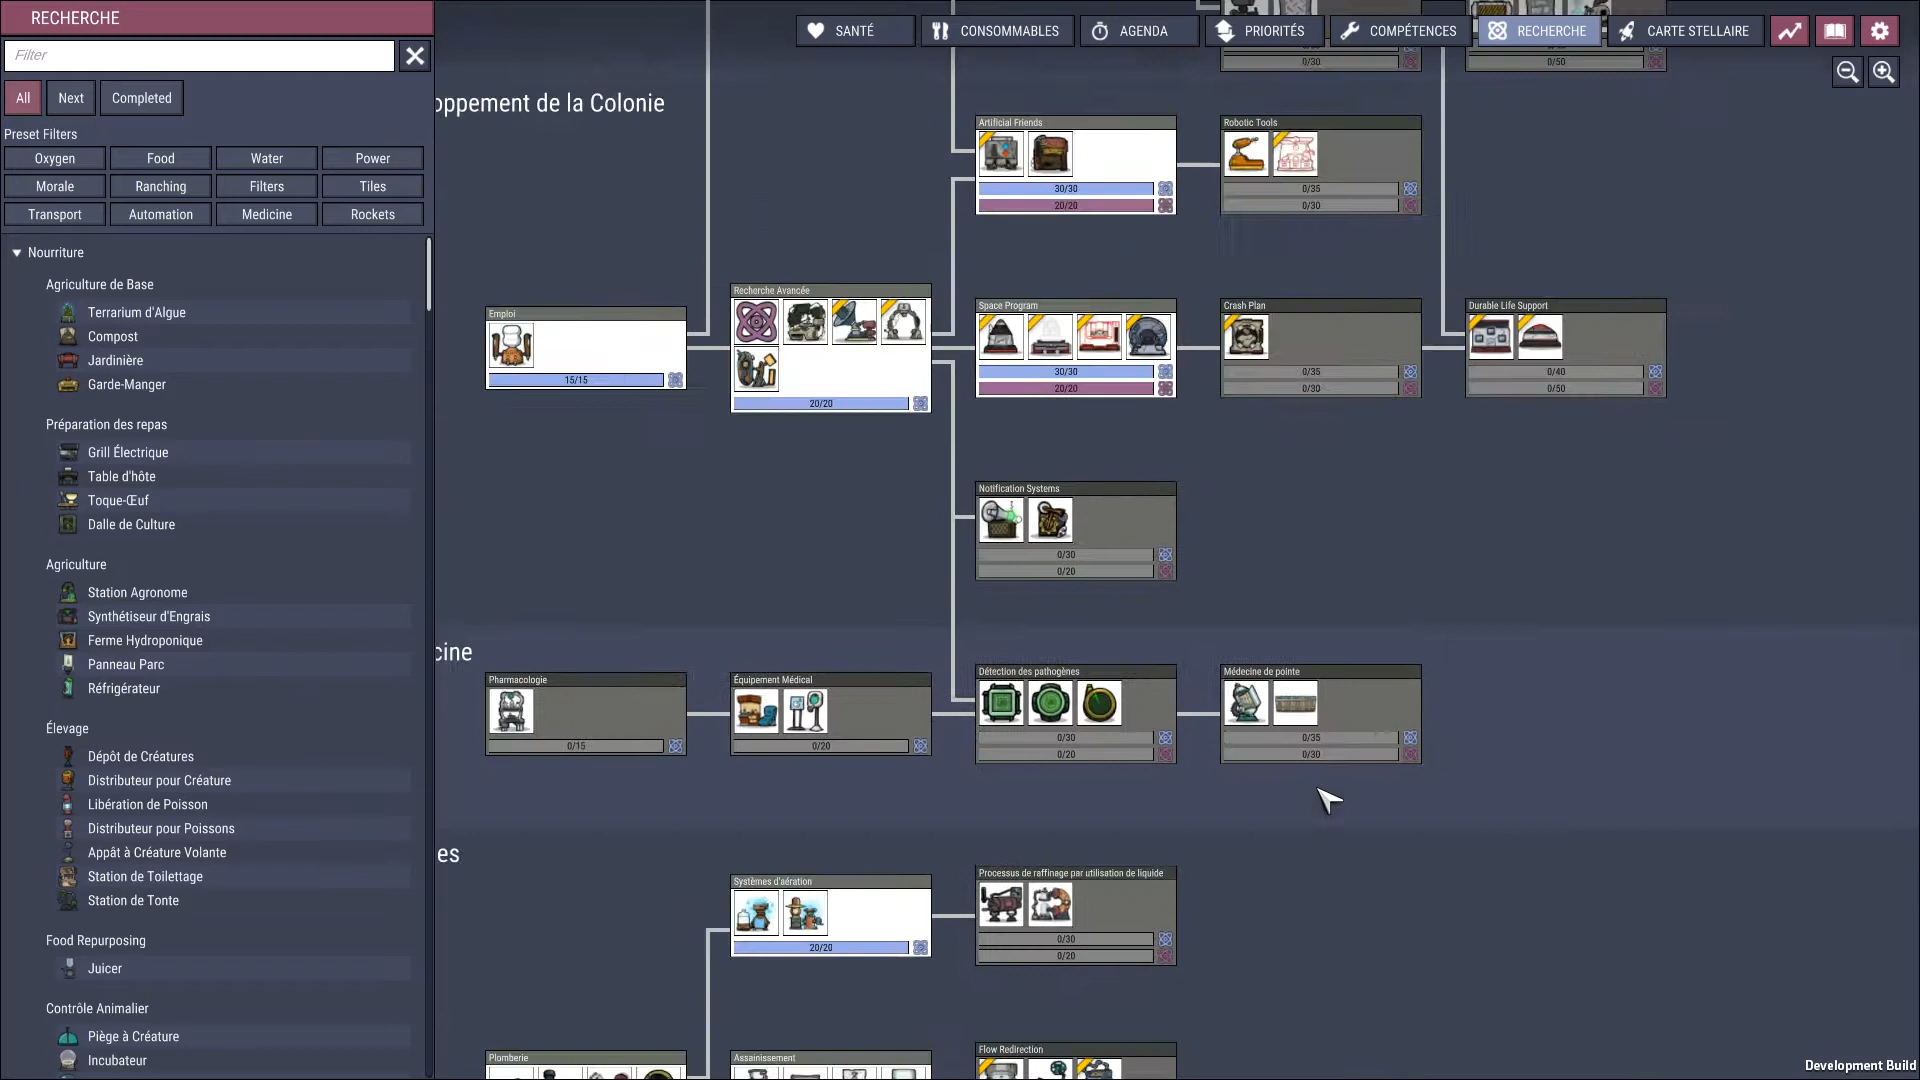 RECHERCHE
Filter
All
Next
Completed
Preset Filters
Oxygen
Food
Water
Power
Morale
Ranching
Filters
Tiles
Transport
Automation
Medicine
Rockets
Nourriture
Agriculture de Base
Terrarium d'Algue
Compost
Jardinière
Garde-Manger
Préparation des repas
Grill Électrique
Table d'hôte
Toque-Œuf
Dalle de Culture
Agriculture
Station Agronome
Synthétiseur d'Engrais
Ferme Hydroponique
Panneau Parc
Réfrigérateur
Élevage
Dépôt de Créatures
Distributeur pour Créature
Libération de Poisson
Distributeur pour Poissons
Appât à Créature Volante
Station de Toilettage
Station de Tonte
Food Repurposing
Juicer
Contrôle Animalier
Piège à Créature
Incubateur
SANTÉ
CONSOMMABLES
AGENDA
PRIORITÉS
COMPÉTENCES
RECHERCHE
CARTE STELLAIRE
0/30
0/50
oppement de la Colonie
Artificial Friends
30/30
20/20
Robotic Tools
0/35
0/30
Emploi
15/15
Recherche Avancée
20/20
Space Program
30/30
20/20
Crash Plan
0/35
0/30
Durable Life Support
0/40
0/50
Notification Systems
0/30
0/20
cine
Pharmacologie
0/15
Équipement Médical
0/20
Détection des pathogènes
0/30
0/20
Médecine de pointe
0/35
0/30
es
Systèmes d'aération
20/20
Processus de raffinage par utilisation de liquide
0/30
0/20
Plomberie
Assainissement
Flow Redirection
Development Build